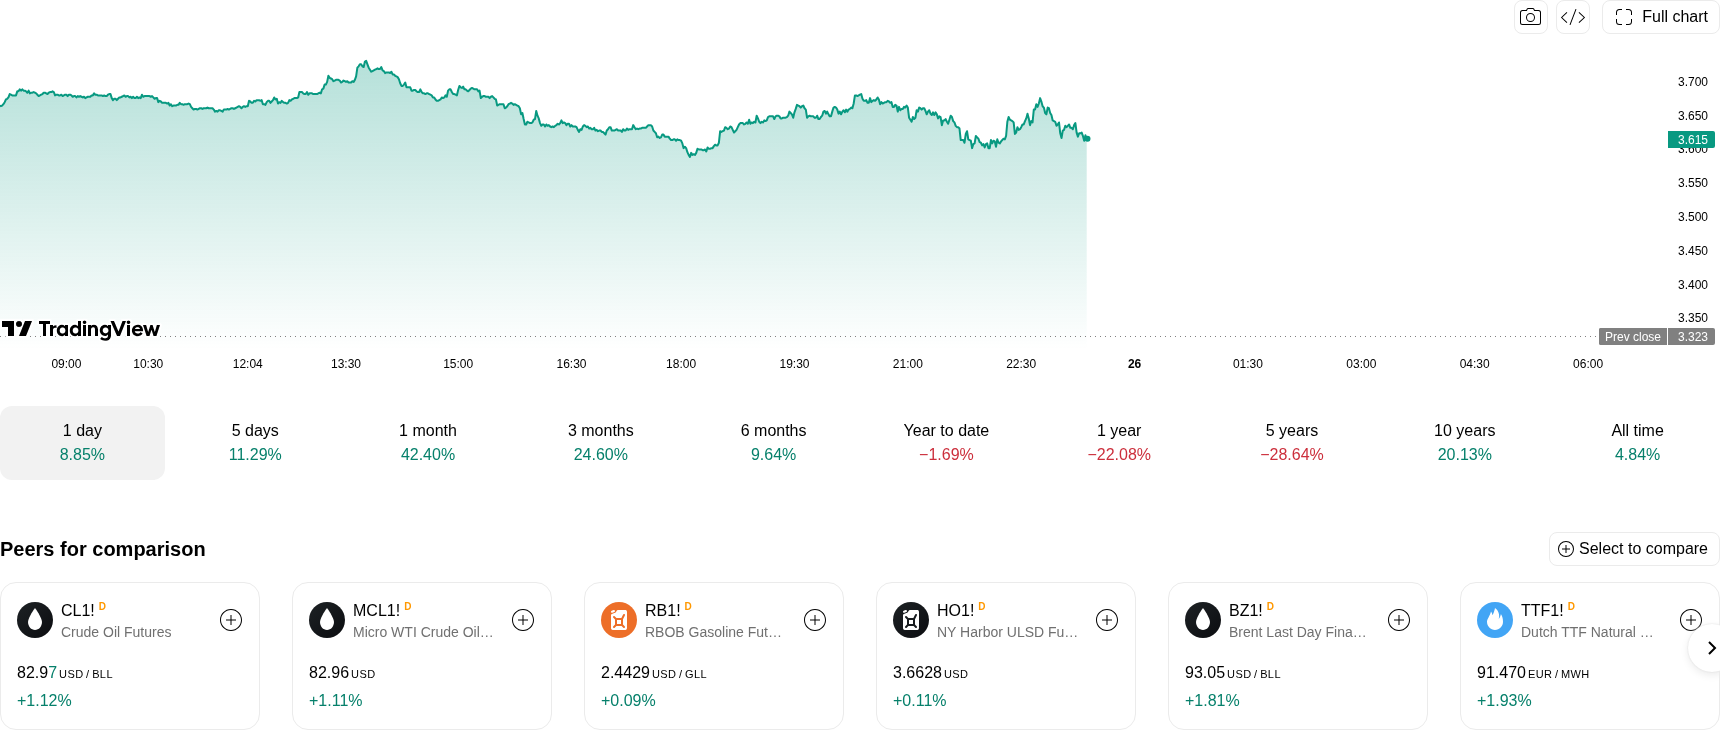 Full chart
3.700
3.650
3.615
3.600
3.550
3.500
3.450
3.400
3.350
TradingView
Prev close 3.323
09:00 10:30 12:04 13:30 15:00 16:30 18:00 19:30 21:00 22:30 26 01:30 03:00 04:30 06:00
1 day 5 days 1 month 3 months 6 months Year to date 1 year 5 years 10 years All time
8.85% 11.29% 42.40% 24.60% 9.64% −1.69% −22.08% −28.64% 20.13% 4.84%
Peers for comparison
Select to compare
CL1! D
Crude Oil Futures
82.97 USD / BLL
+1.12%
MCL1! D
Micro WTI Crude Oil…
82.96 USD
+1.11%
RB1! D
RBOB Gasoline Fut…
2.4429 USD / GLL
+0.09%
HO1! D
NY Harbor ULSD Fu…
3.6628 USD
+0.11%
BZ1! D
Brent Last Day Fina…
93.05 USD / BLL
+1.81%
TTF1! D
Dutch TTF Natural …
91.470 EUR / MWH
+1.93%